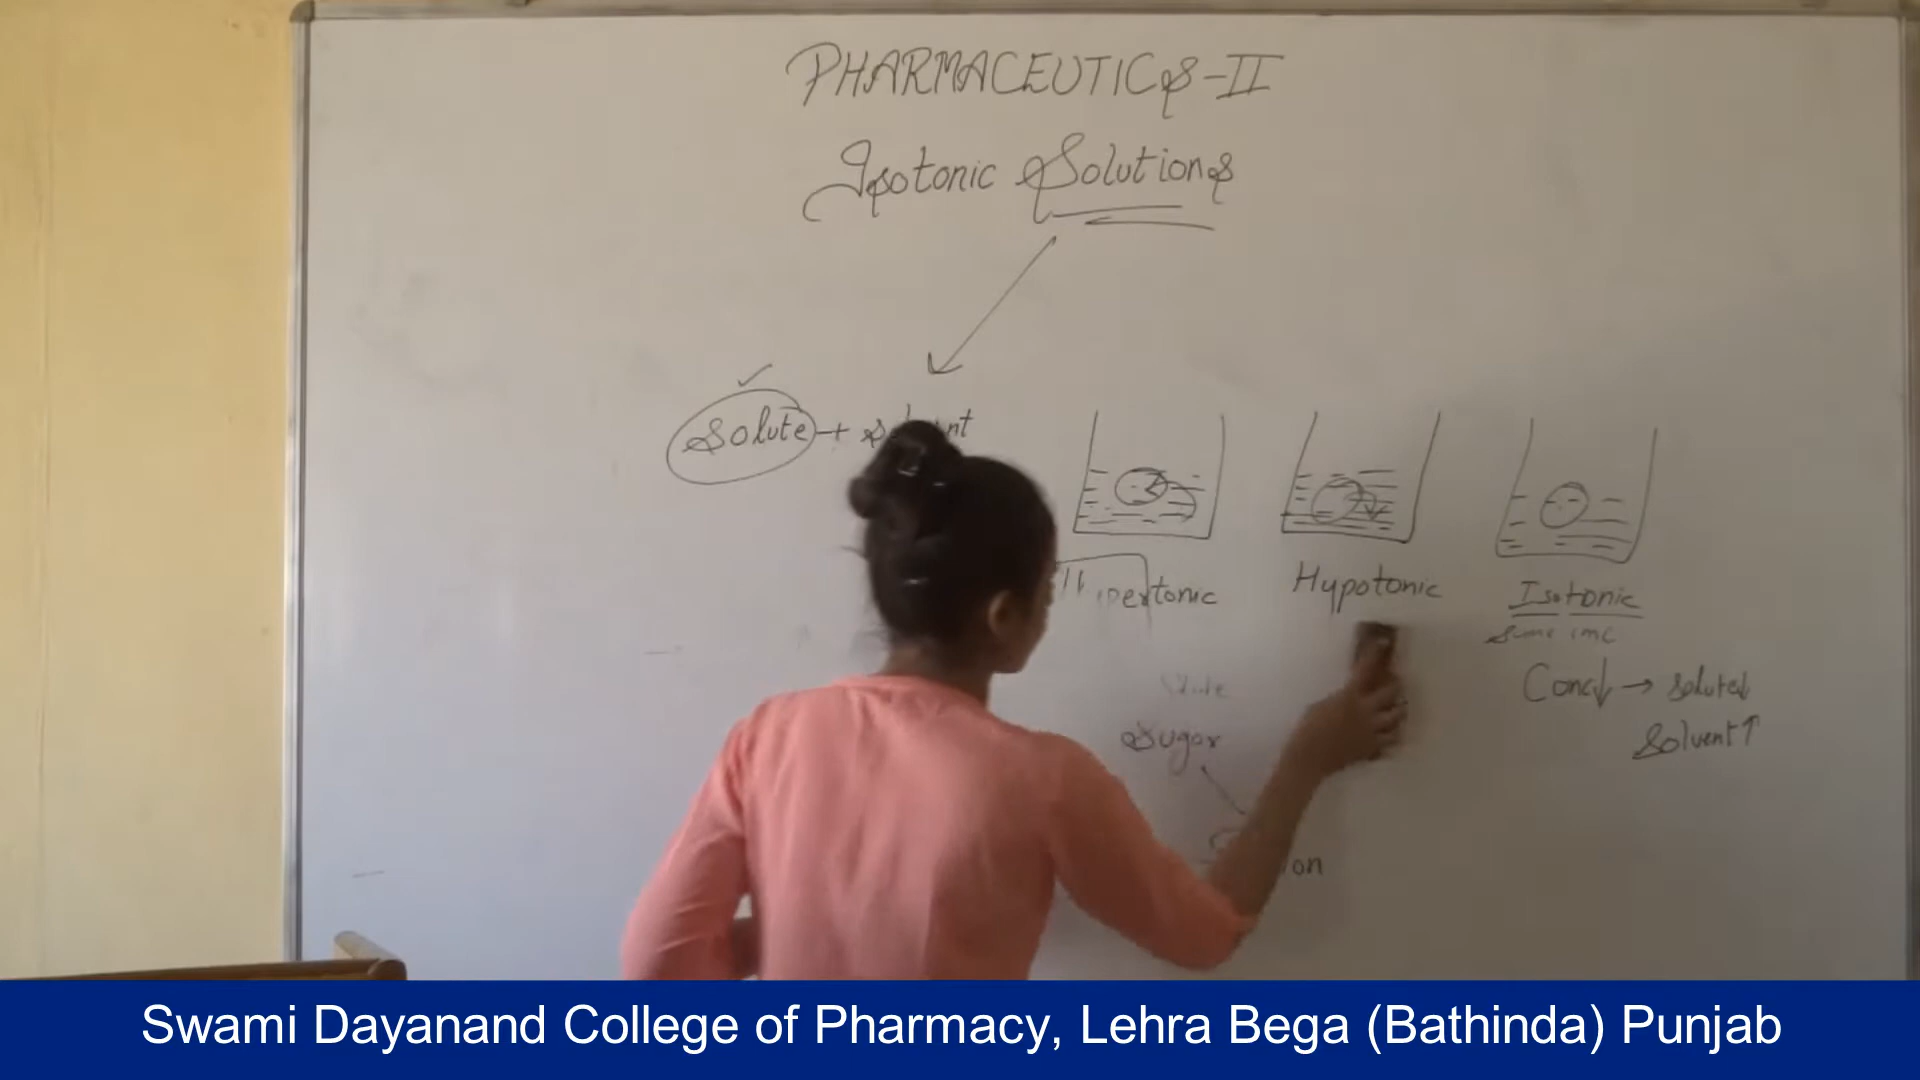 PHARMACEUTICS-II
Isotonic Solutions
Solute +
Hypotonic
Isotonic
Conc↓ → solute↓
Solvent↑
Sugar
Swami Dayanand College of Pharmacy, Lehra Bega (Bathinda) Punjab